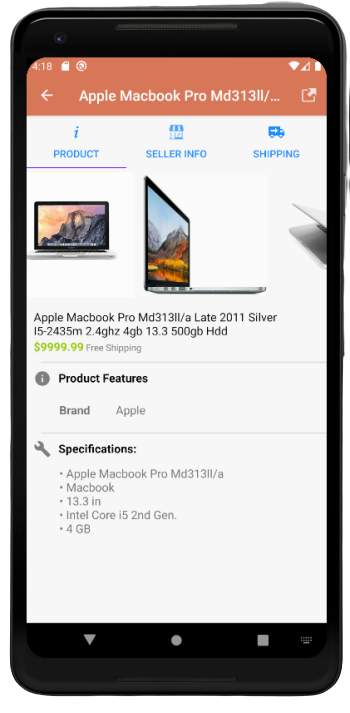 4:18
Apple Macbook Pro Md313ll/...
PRODUCT
SELLER INFO
SHIPPING
Apple Macbook Pro Md313ll/a Late 2011 Silver
I5-2435m 2.4ghz 4gb 13.3 500gb Hdd
$9999.99 Free Shipping
Product Features
Brand Apple
Specifications:
• Apple Macbook Pro Md313ll/a
• Macbook
• 13.3 in
• Intel Core i5 2nd Gen.
• 4 GB